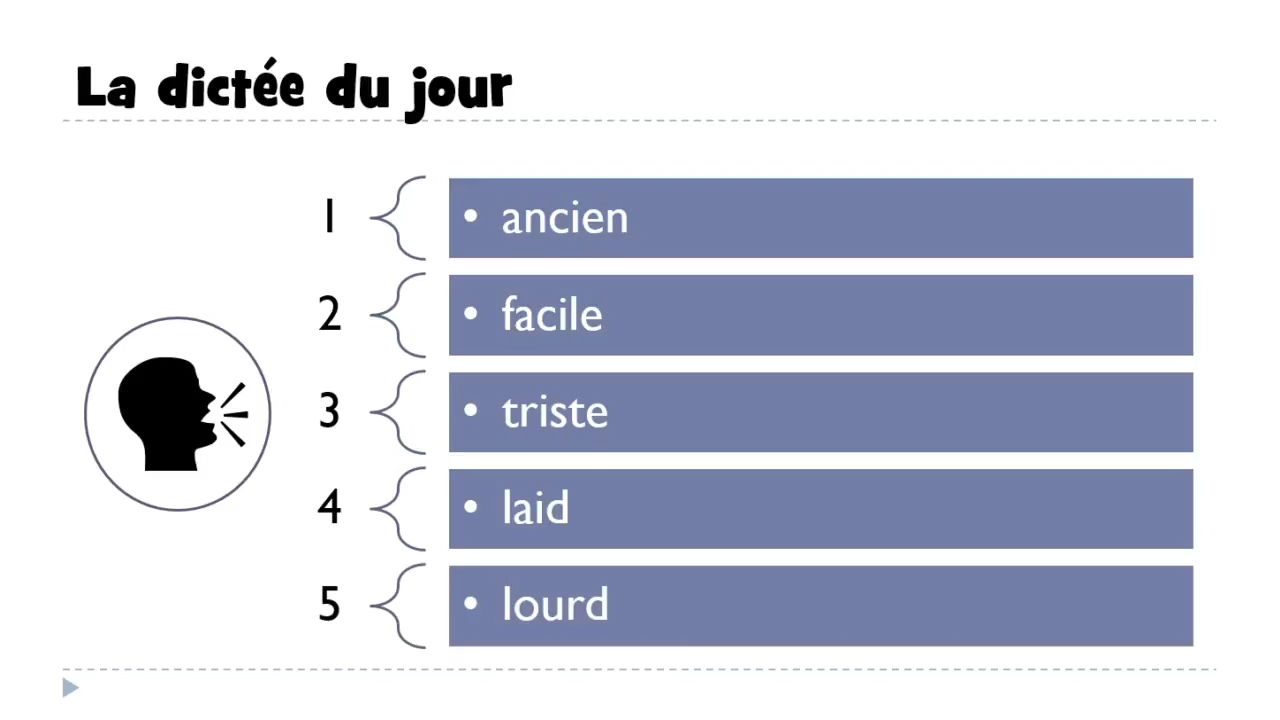 La dictée du jour
1
• ancien
2
• facile
3
• triste
4
• laid
5
• lourd